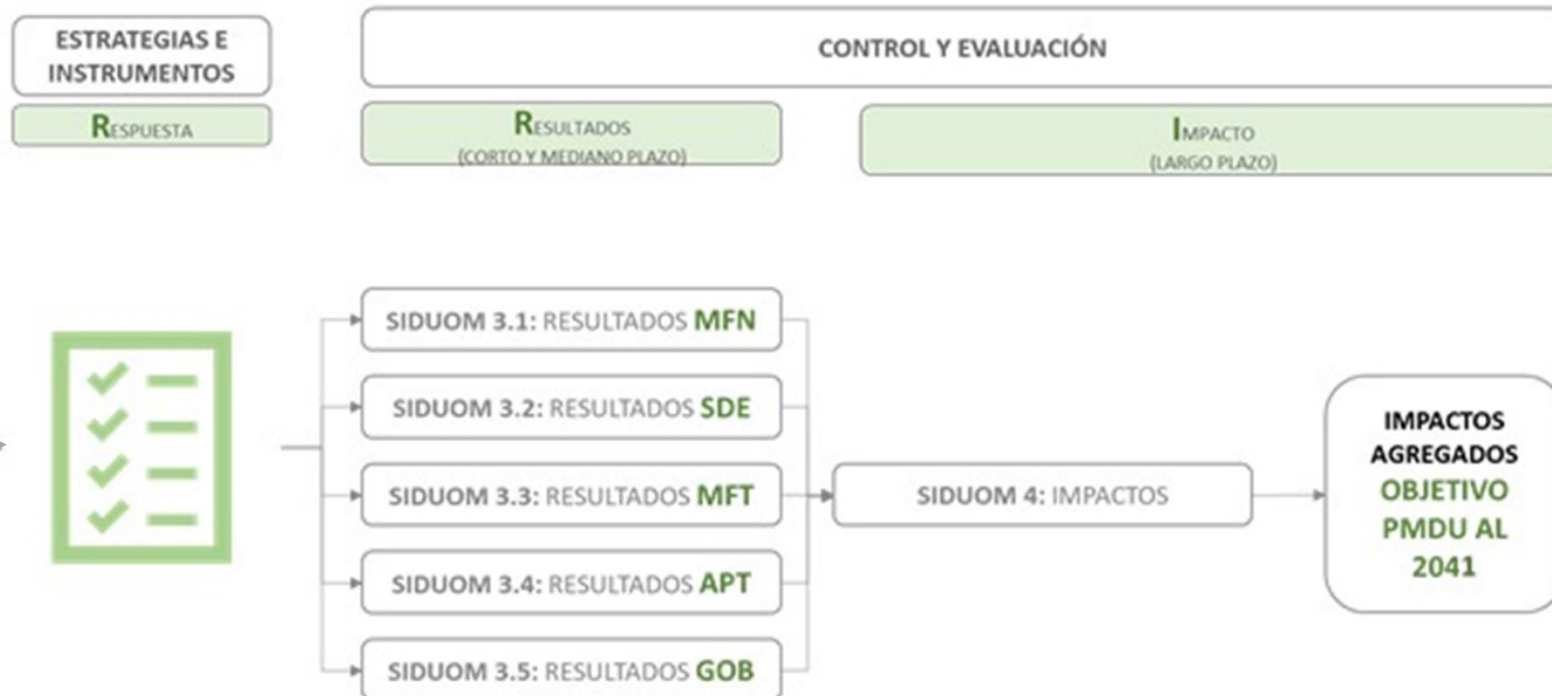 ESTRATEGIAS E
INSTRUMENTOS
CONTROL Y EVALUACIÓN
RESPUESTA
RESULTADOS
(CORTO Y MEDIANO PLAZO)
IMPACTO
(LARGO PLAZO)
SIDUOM 3.1: RESULTADOS MFN
SIDUOM 3.2: RESULTADOS SDE
SIDUOM 3.3: RESULTADOS MFT
SIDUOM 3.4: RESULTADOS APT
SIDUOM 3.5: RESULTADOS GOB
SIDUOM 4: IMPACTOS
IMPACTOS
AGREGADOS
OBJETIVO
PMDU AL
2041